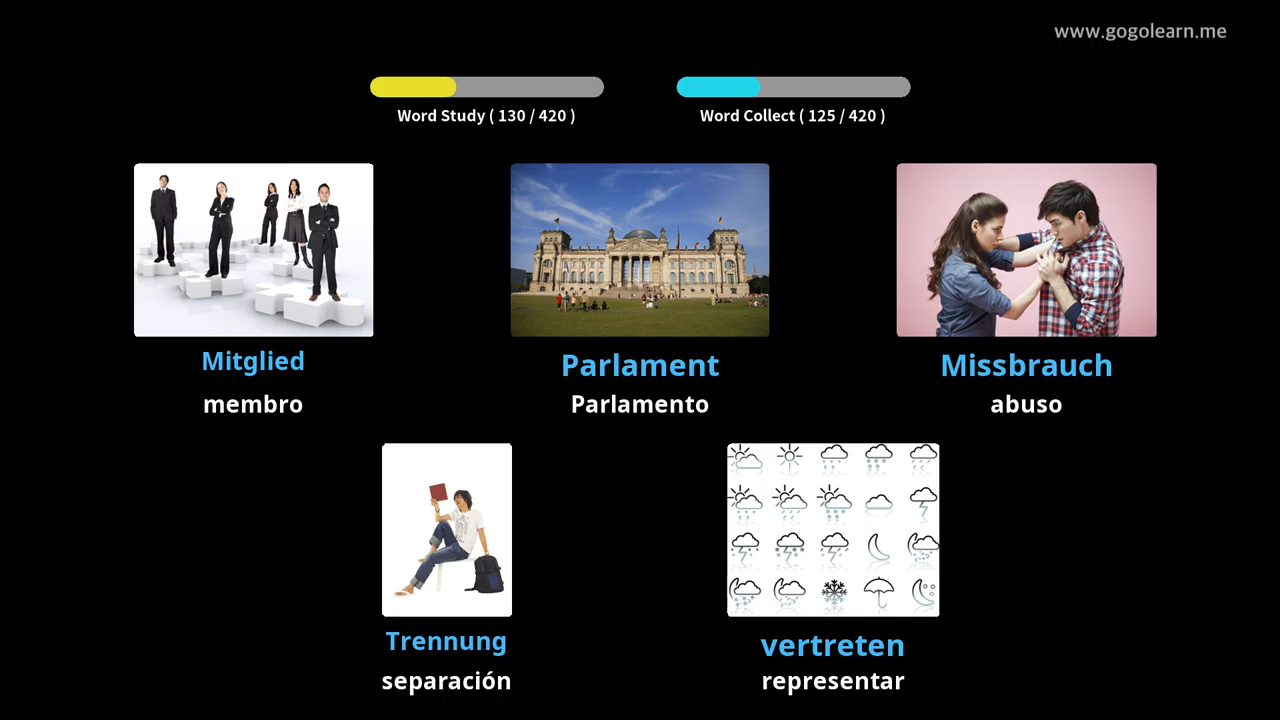 www.gogolearn.me
Word Study ( 130 / 420 )
Word Collect ( 125 / 420 )
Mitglied
membro
Parlament
Parlamento
Missbrauch
abuso
Trennung
separación
vertreten
representar